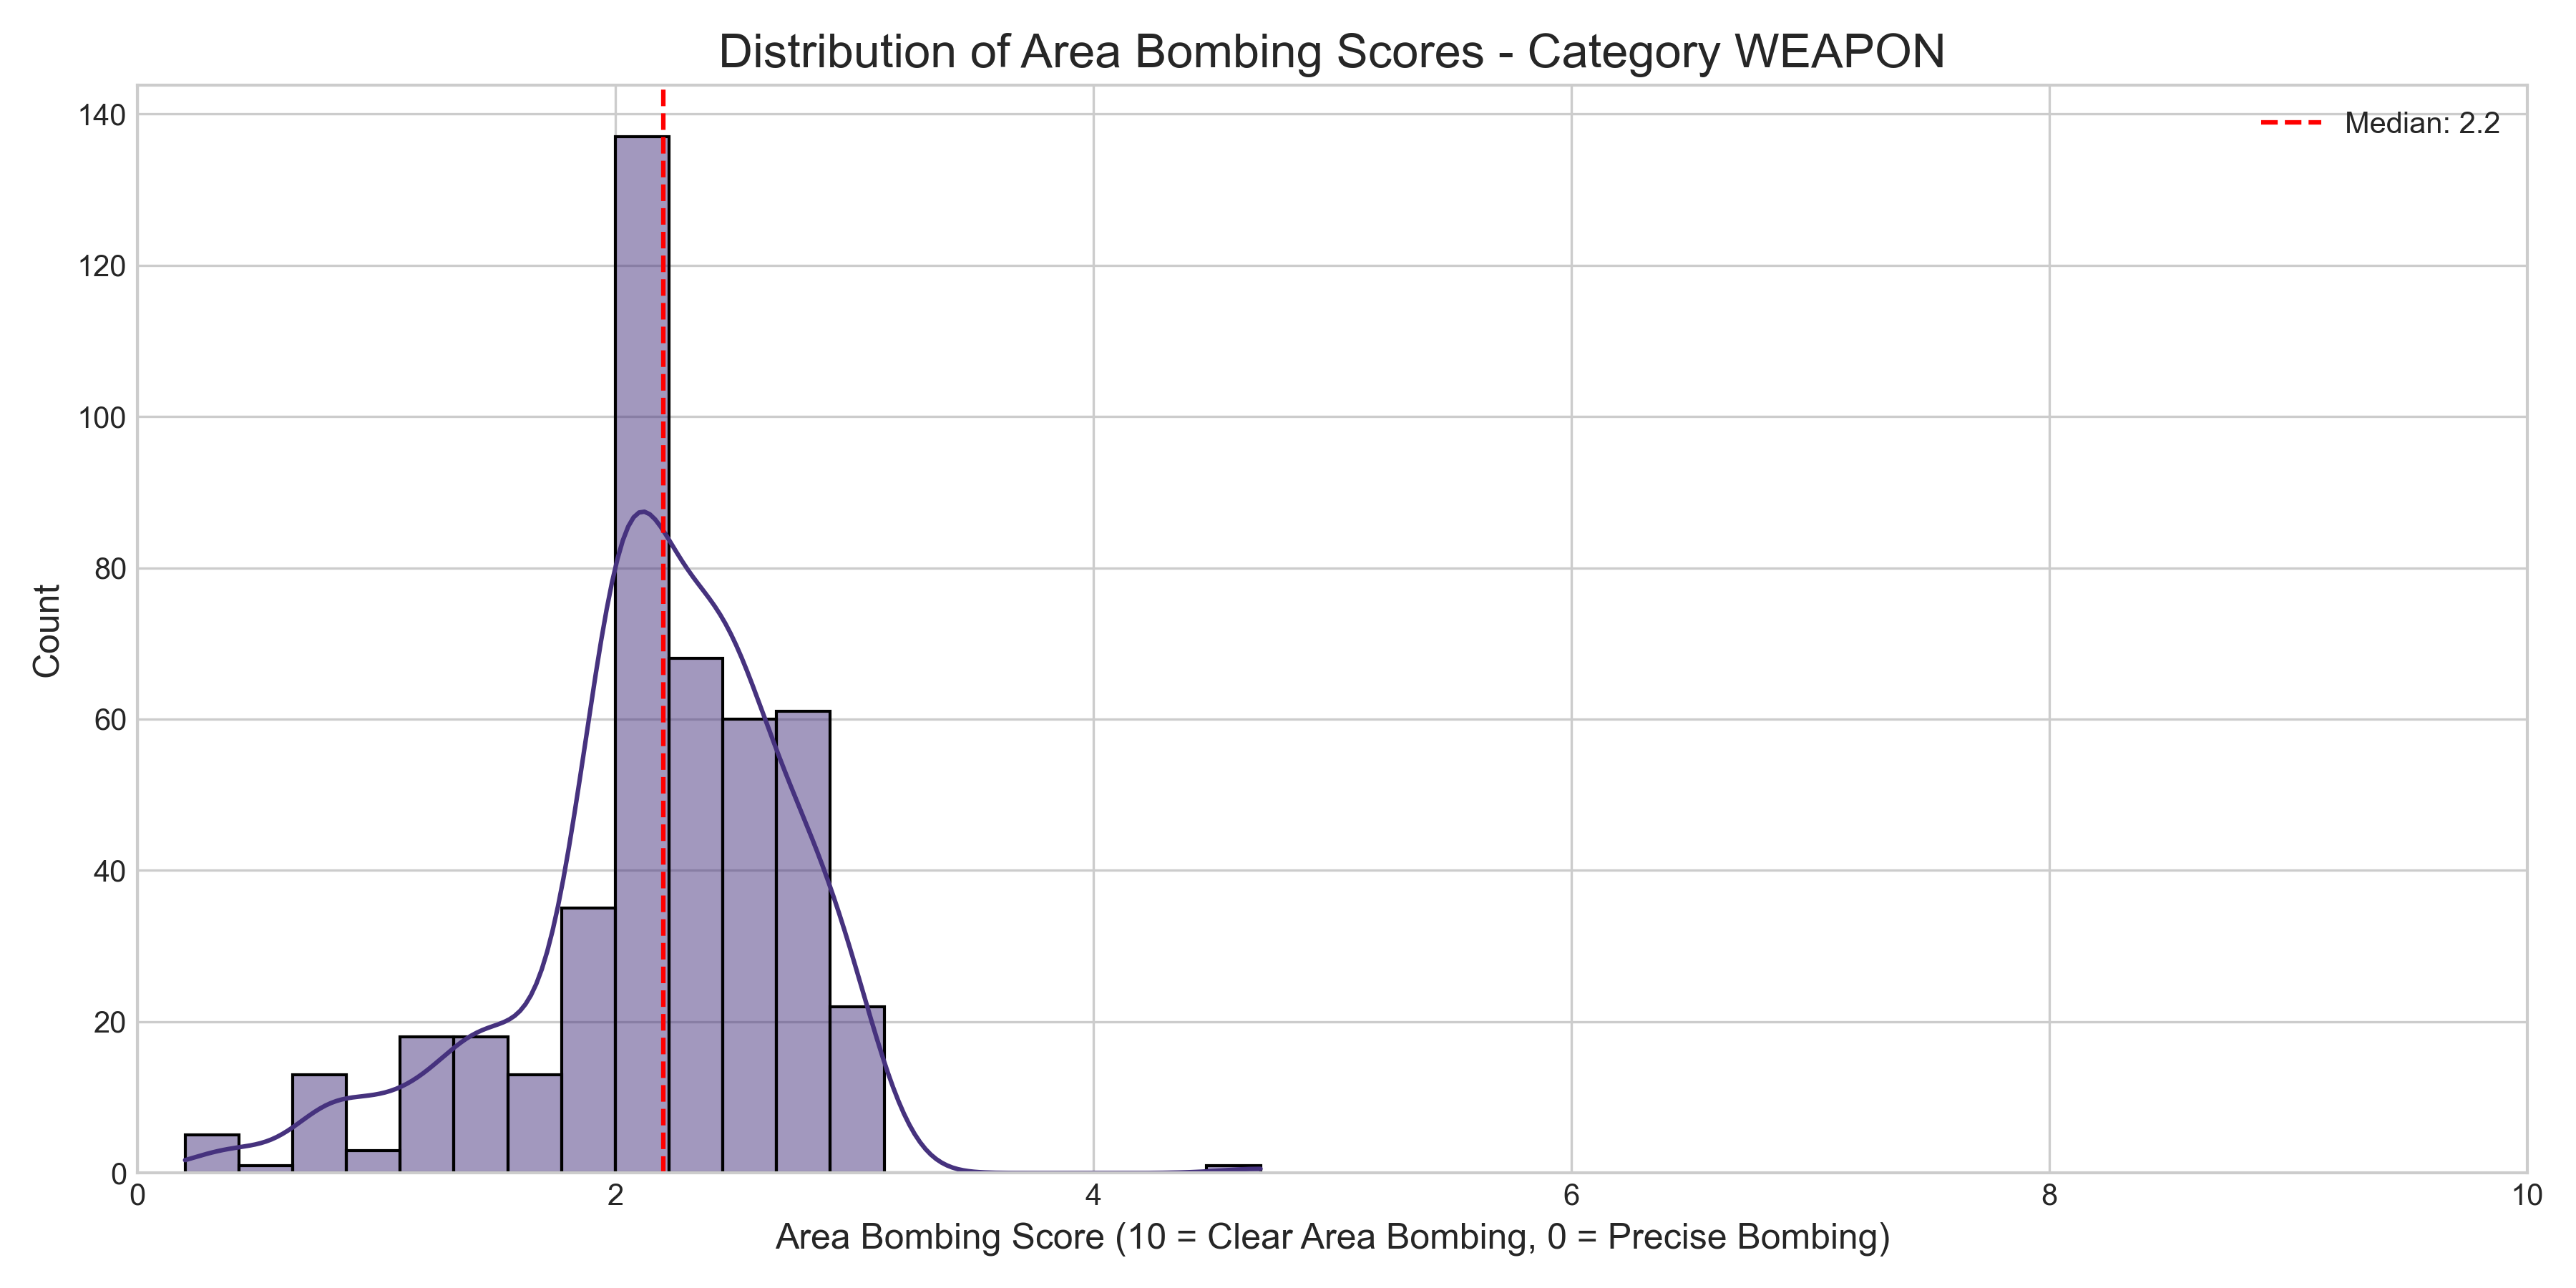 Distribution of Area Bombing Scores - Category WEAPON
Median: 2.2
140
120
100
80
60
40
20
0
Count
0 2 4 6 8 10
Area Bombing Score (10 = Clear Area Bombing, 0 = Precise Bombing)